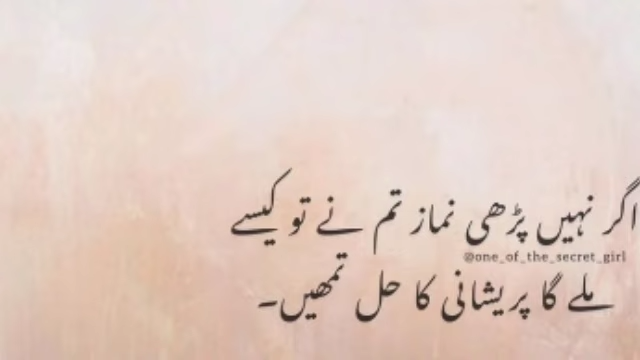 اگر نہیں پڑھی نماز تم نے تو کیسے
@one_of_the_secret_girl
ملے گا پریشانی کا حل تمھیں۔